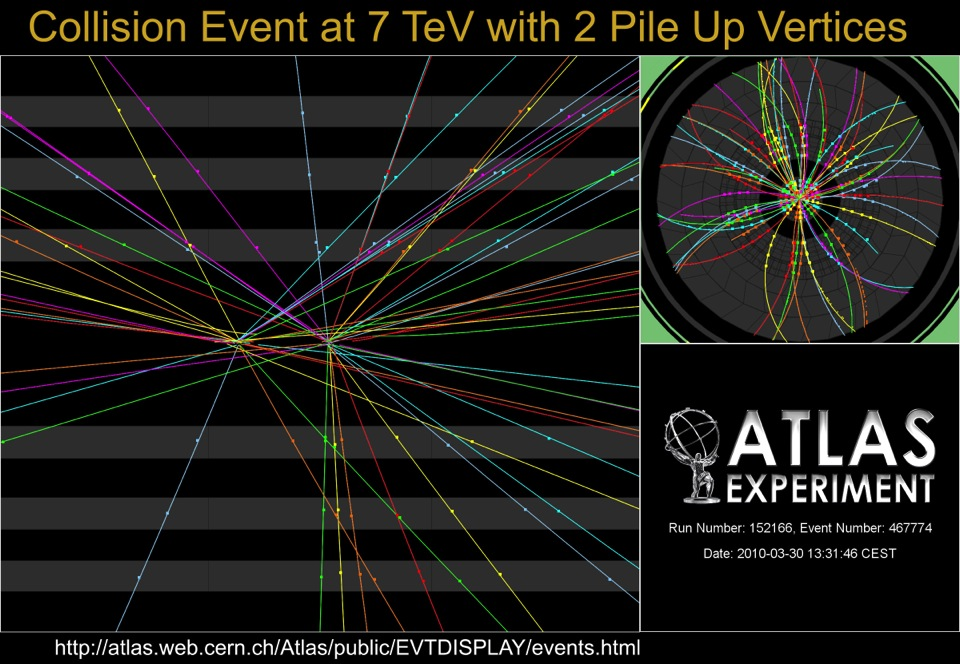 Collision Event at 7 TeV with 2 Pile Up Vertices
ATLAS
EXPERIMENT
Run Number: 152166, Event Number: 467774
Date: 2010-03-30 13:31:46 CEST
http://atlas.web.cern.ch/Atlas/public/EVTDISPLAY/events.html